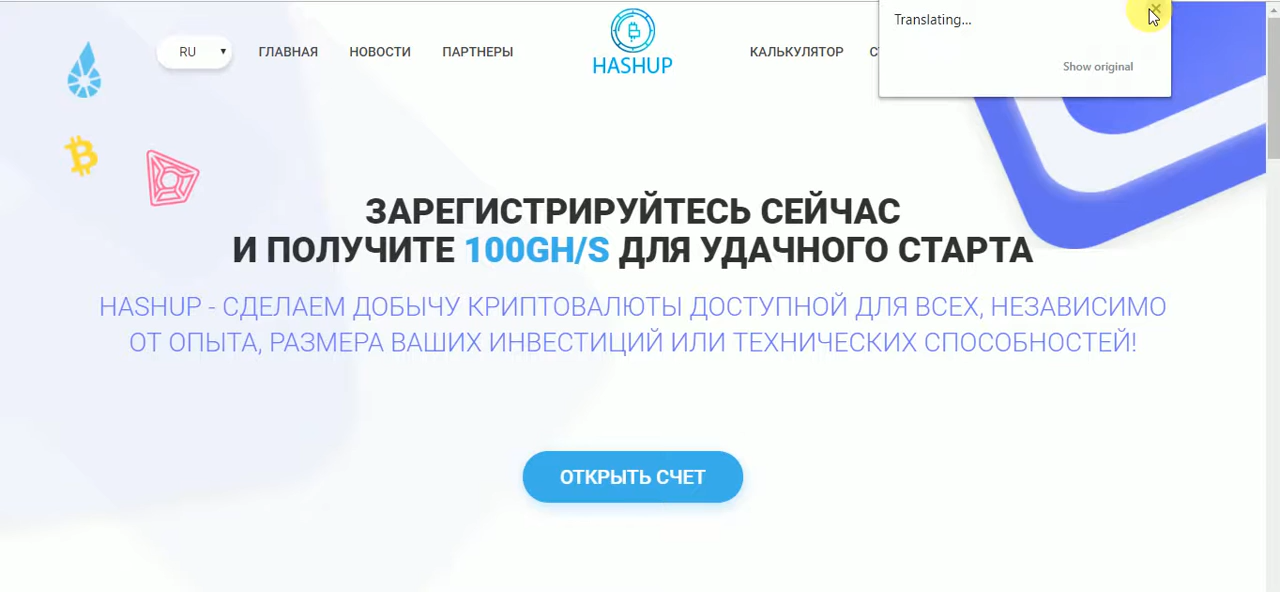 Translating...
RU ГЛАВНАЯ НОВОСТИ ПАРТНЕРЫ HASHUP КАЛЬКУЛЯТОР
Show original
ЗАРЕГИСТРИРУЙТЕСЬ СЕЙЧАС
И ПОЛУЧИТЕ 100GH/S ДЛЯ УДАЧНОГО СТАРТА
HASHUP - СДЕЛАЕМ ДОБЫЧУ КРИПТОВАЛЮТЫ ДОСТУПНОЙ ДЛЯ ВСЕХ, НЕЗАВИСИМО
ОТ ОПЫТА, РАЗМЕРА ВАШИХ ИНВЕСТИЦИЙ ИЛИ ТЕХНИЧЕСКИХ СПОСОБНОСТЕЙ!
ОТКРЫТЬ СЧЕТ